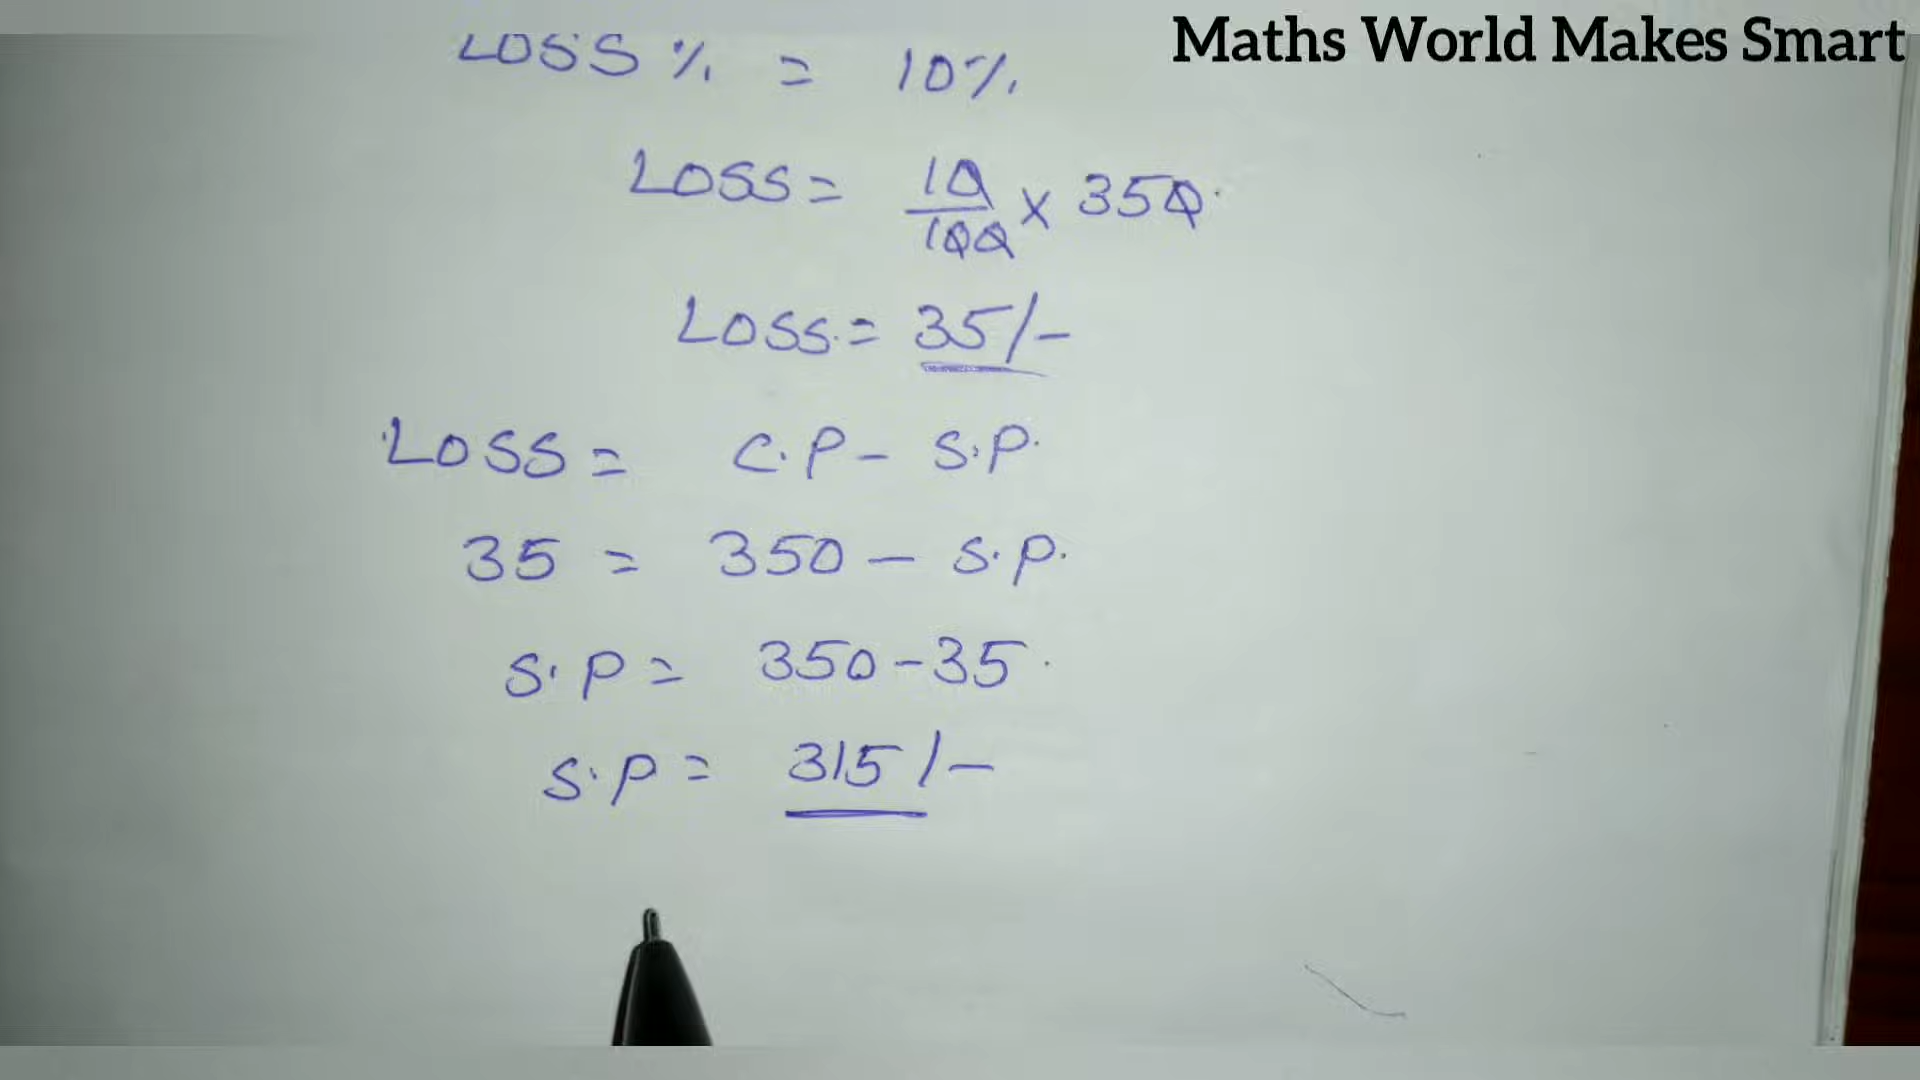 Maths World Makes Smart
LOSS % = 10%
LOSS = 10/100 x 350
LOSS = 35/-
LOSS = C.P - S.P.
35 = 350 - S.P.
S.P = 350 - 35
S.P = 315/-